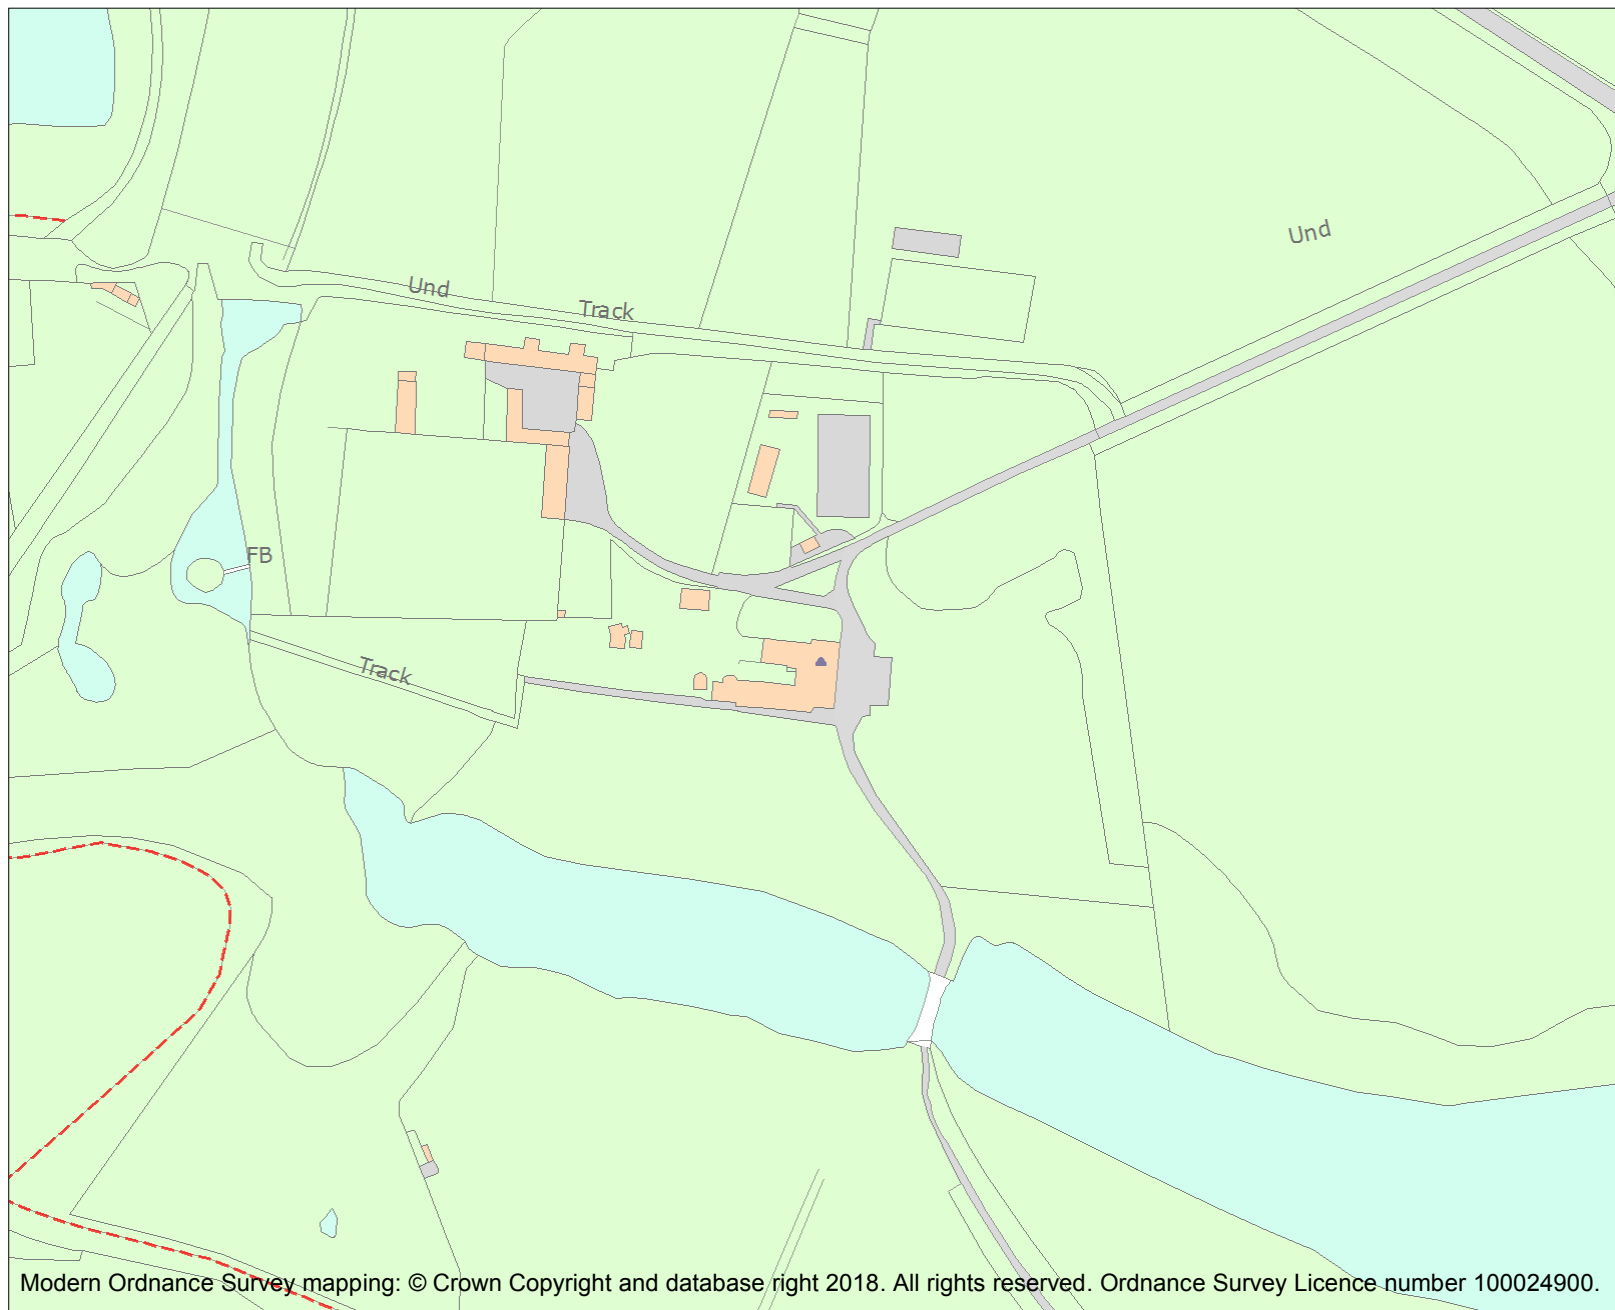 Und
Und
Track
FB
Track
Modern Ordnance Survey mapping: © Crown Copyright and database right 2018. All rights reserved. Ordnance Survey Licence number 100024900.